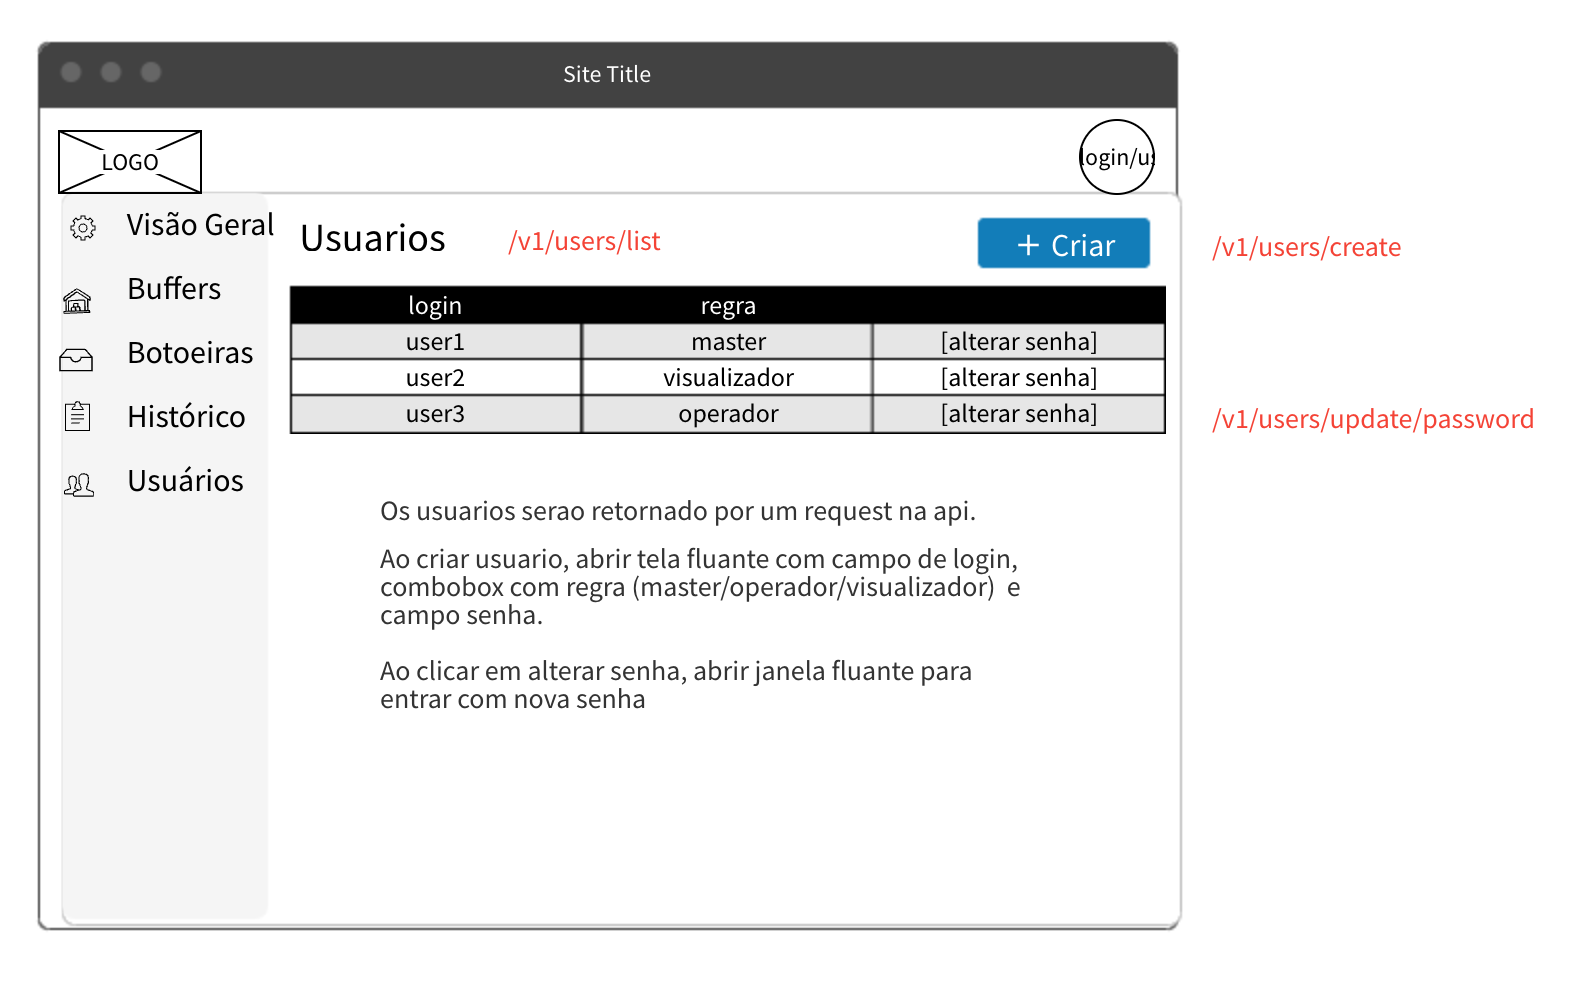 Site Title
LOGO
login/us
Visão Geral
Buffers
Botoeiras
Histórico
Usuários
Usuarios
/v1/users/list
+ Criar
/v1/users/create
login regra
user1 master [alterar senha]
user2 visualizador [alterar senha]
user3 operador [alterar senha]
/v1/users/update/password
Os usuarios serao retornado por um request na api.
Ao criar usuario, abrir tela fluante com campo de login,
combobox com regra (master/operador/visualizador) e
campo senha.
Ao clicar em alterar senha, abrir janela fluante para
entrar com nova senha